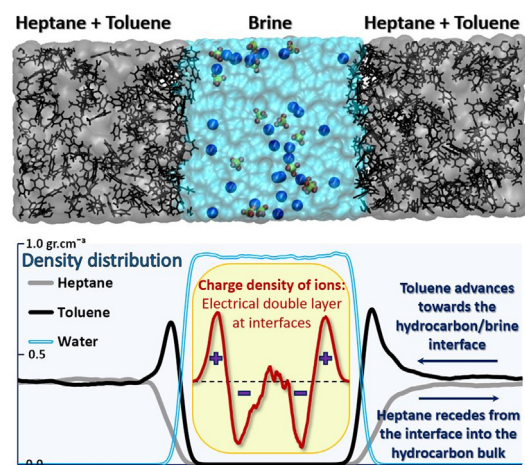 Heptane + Toluene
Brine
Heptane + Toluene
1.0 gr.cm⁻³
Density distribution
Heptane
Toluene
Water
0.5
0.0
Charge density of ions:
Electrical double layer
at interfaces
+
+
−
−
Toluene advances
towards the
hydrocarbon/brine
interface
Heptane recedes from
the interface into the
hydrocarbon bulk